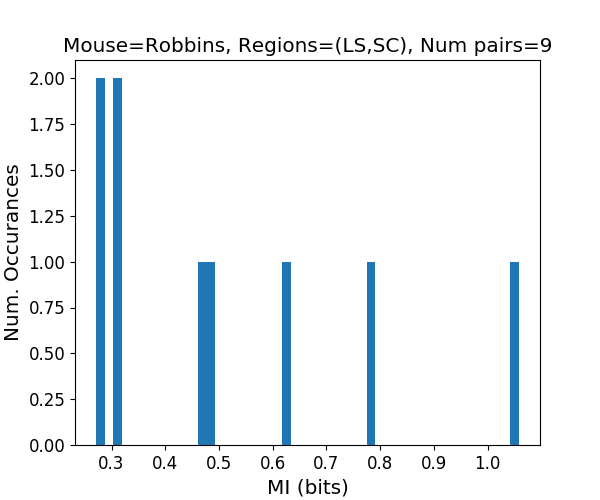 Mouse=Robbins, Regions=(LS,SC), Num pairs=9
Num. Occurances
2.00
1.75
1.50
1.25
1.00
0.75
0.50
0.25
0.00
0.3 0.4 0.5 0.6 0.7 0.8 0.9 1.0
MI (bits)